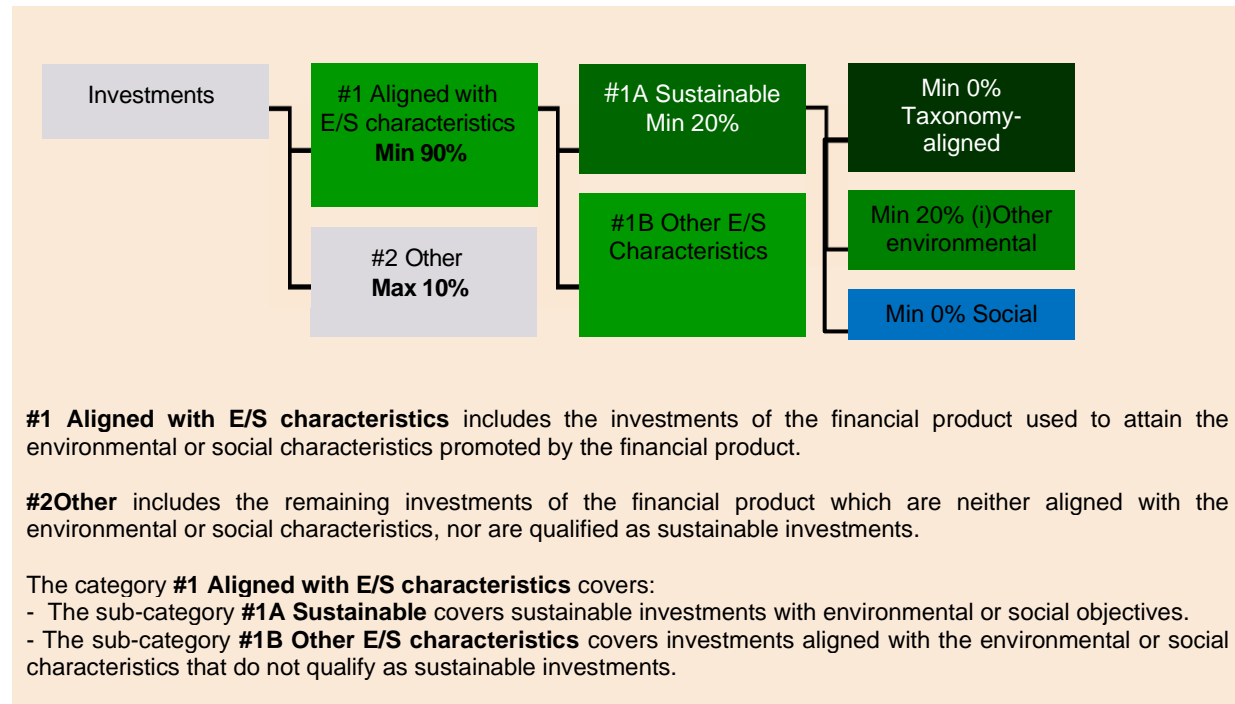 Investments
#1 Aligned with
E/S characteristics
Min 90%
#2 Other
Max 10%
#1A Sustainable
Min 20%
#1B Other E/S
Characteristics
Min 0%
Taxonomy-
aligned
Min 20% (i)Other
environmental
Min 0% Social
#1 Aligned with E/S characteristics includes the investments of the financial product used to attain the
environmental or social characteristics promoted by the financial product.
#2Other includes the remaining investments of the financial product which are neither aligned with the
environmental or social characteristics, nor are qualified as sustainable investments.
The category #1 Aligned with E/S characteristics covers:
- The sub-category #1A Sustainable covers sustainable investments with environmental or social objectives.
- The sub-category #1B Other E/S characteristics covers investments aligned with the environmental or social
characteristics that do not qualify as sustainable investments.